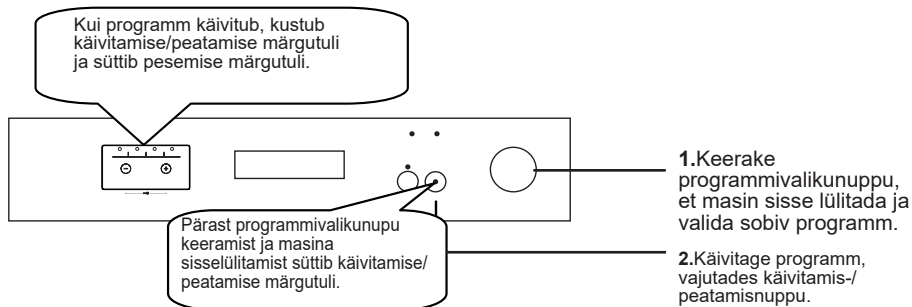 Kui programm käivitub, kustub
käivitamise/peatamise märgutuli
ja süttib pesemise märgutuli.
1.Keerake
programmivalikunuppu,
et masin sisse lülitada ja
valida sobiv programm.
Pärast programmivalikunupu
keeramist ja masina
sisselülitamist süttib käivitamise/
peatamise märgutuli.
2.Käivitage programm,
vajutades käivitamis-/
peatamisnuppu.